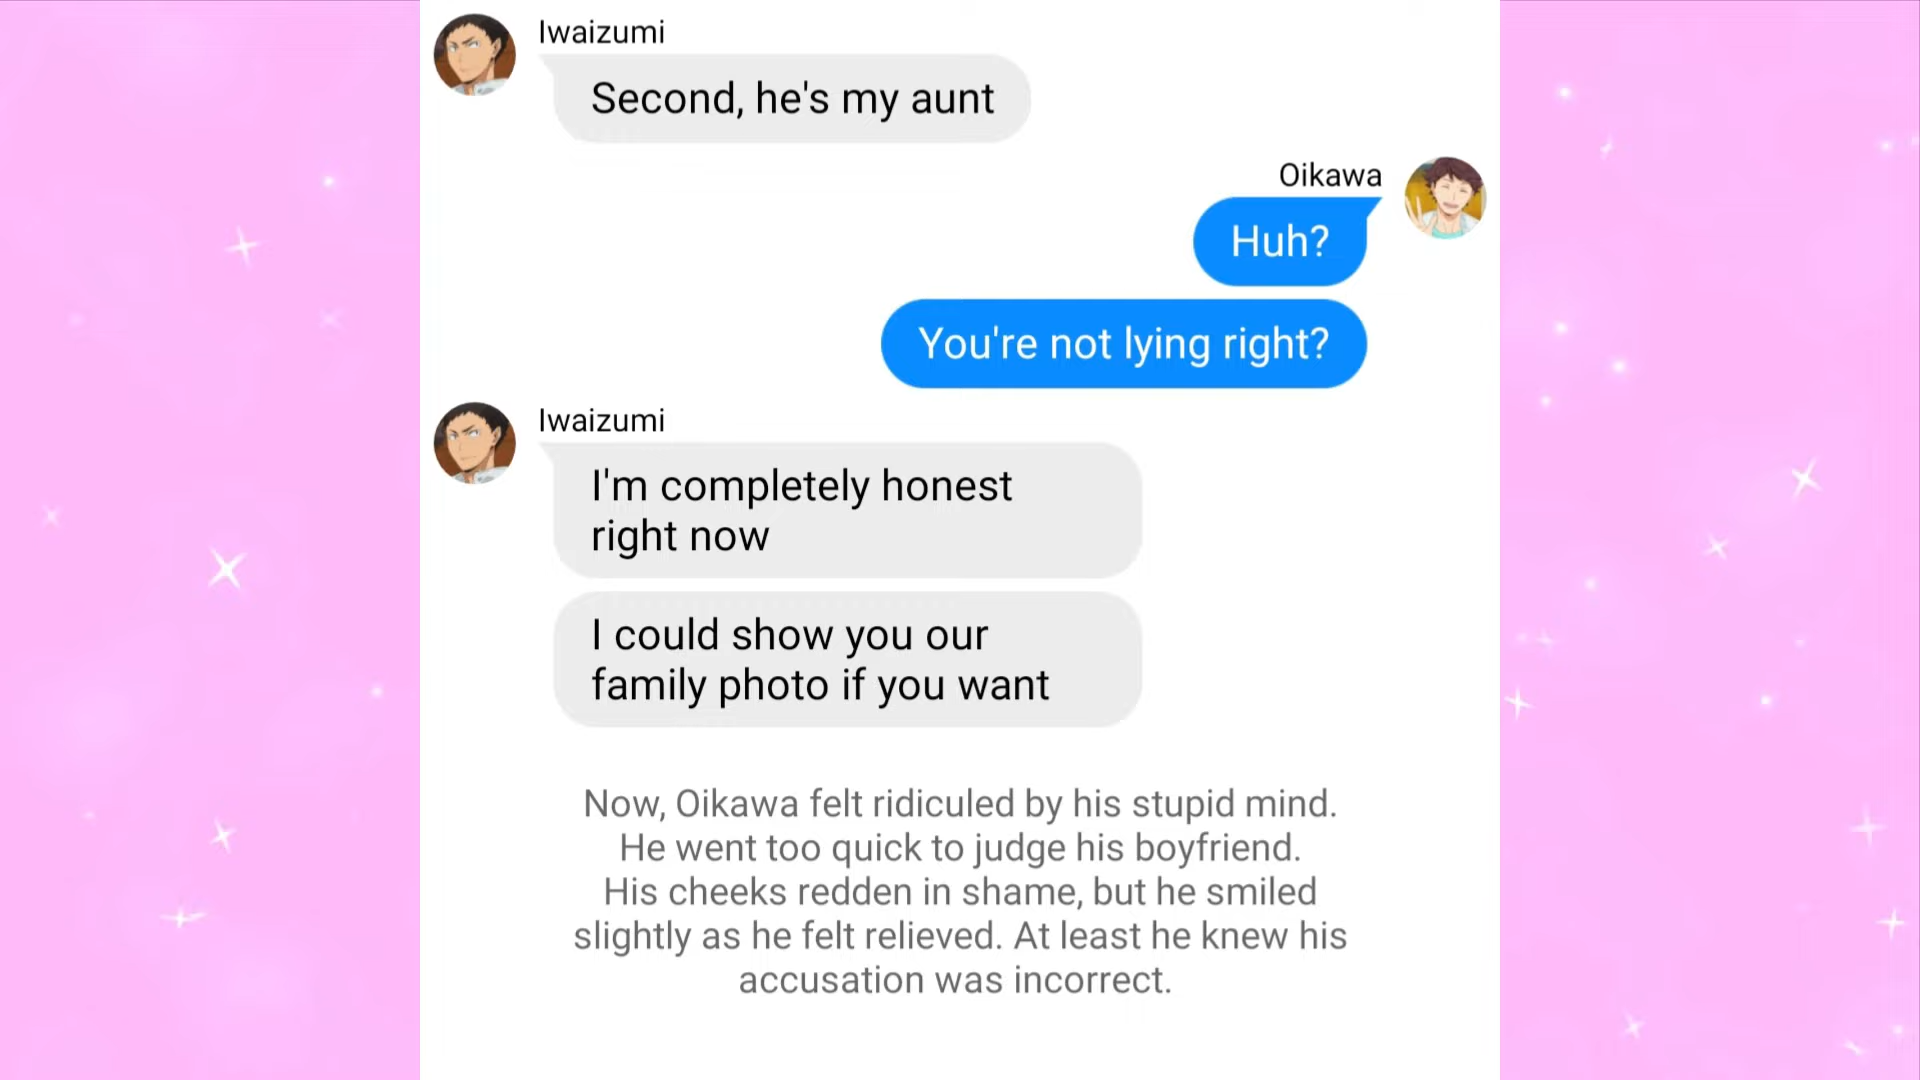 Iwaizumi
Second, he's my aunt
Oikawa
Huh?
You're not lying right?
Iwaizumi
I'm completely honest
right now
I could show you our
family photo if you want
Now, Oikawa felt ridiculed by his stupid mind.
He went too quick to judge his boyfriend.
His cheeks redden in shame, but he smiled
slightly as he felt relieved. At least he knew his
accusation was incorrect.